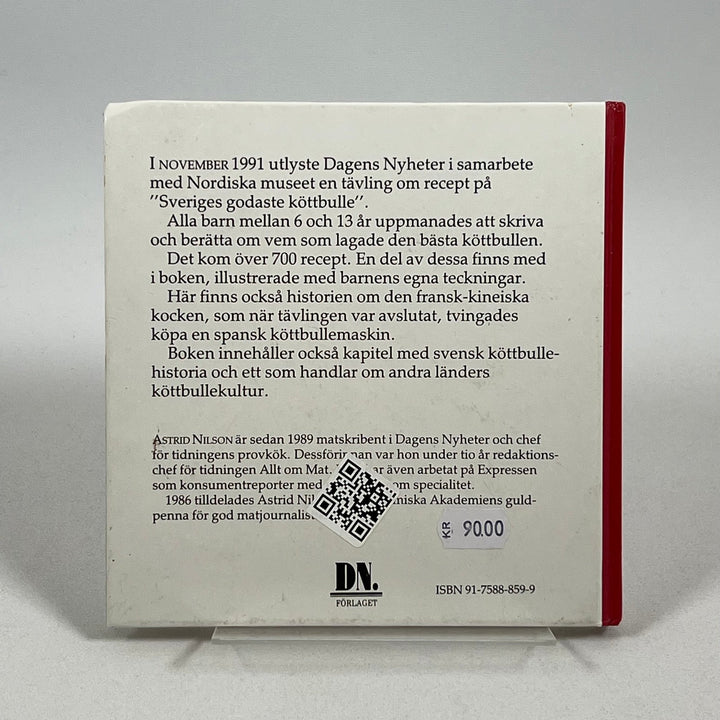 I NOVEMBER 1991 utlyste Dagens Nyheter i samarbete
med Nordiska museet en tävling om recept på
"Sveriges godaste köttbulle".
Alla barn mellan 6 och 13 år uppmanades att skriva
och berätta om vem som lagade den bästa köttbullen.
Det kom över 700 recept. En del av dessa finns med
i boken, illustrerade med barnens egna teckningar.
Här finns också historien om den fransk-kineiska
kocken, som när tävlingen var avslutat, tvingades
köpa en spansk köttbullemaskin.
Boken innehåller också kapitel med svensk köttbulle-
historia och ett som handlar om andra länders
köttbullekultur.
ASTRID NILSON är sedan 1989 matskribent i Dagens Nyheter och chef
för tidningens provkök. Dessförinnan var hon under tio år redaktions-
chef för tidningen Allt om Mat. även arbetat på Expressen
som konsumentreporter med som specialitet.
1986 tilldelades Astrid guld-
penna för god
KR 90.00
DN.
FÖRLAGET
ISBN 91-7588-859-9